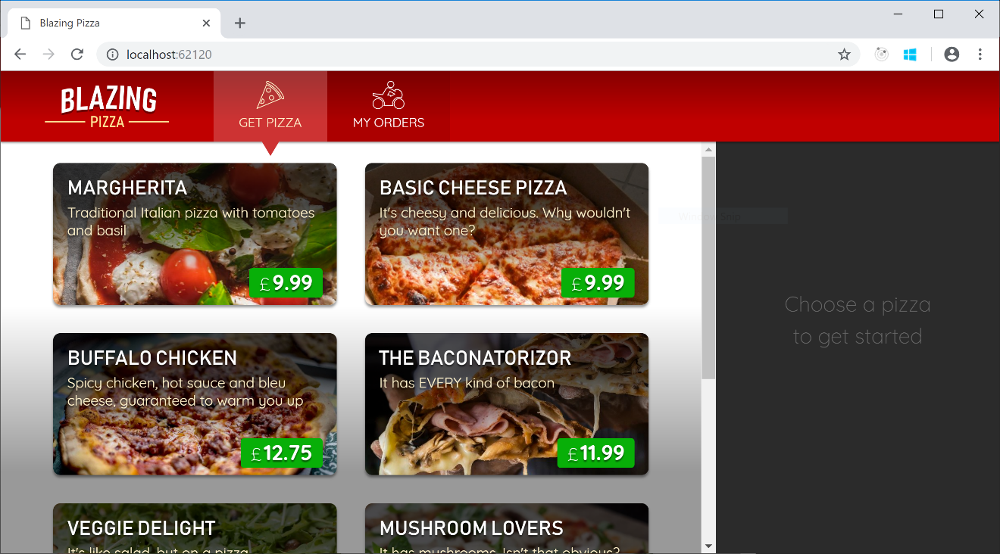 Blazing Pizza
localhost:62120
BLAZING
PIZZA
GET PIZZA
MY ORDERS
MARGHERITA
Traditional Italian pizza with tomatoes
and basil
£9.99
BASIC CHEESE PIZZA
It's cheesy and delicious. Why wouldn't
you want one?
£9.99
BUFFALO CHICKEN
Spicy chicken, hot sauce and bleu
cheese, guaranteed to warm you up
£12.75
THE BACONATORIZOR
It has EVERY kind of bacon
£11.99
VEGGIE DELIGHT
It's like salad, but on a pizza
MUSHROOM LOVERS
It has mushrooms. Isn't that obvious?
Window Snip
Choose a pizza
to get started